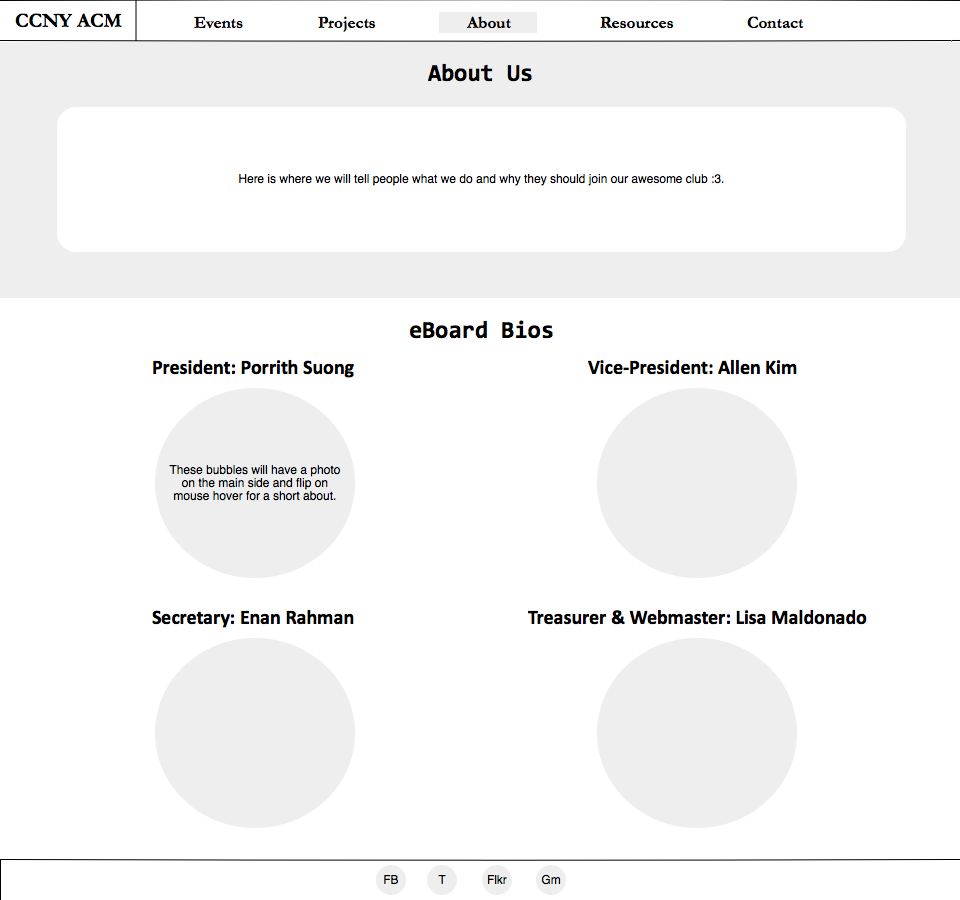 CCNY ACM
Events
Projects
About
Resources
Contact
About Us
Here is where we will tell people what we do and why they should join our awesome club :3.
eBoard Bios
President: Porrith Suong
Vice-President: Allen Kim
These bubbles will have a photo
on the main side and flip on
mouse hover for a short about.
Secretary: Enan Rahman
Treasurer & Webmaster: Lisa Maldonado
FB
T
Flkr
Gm